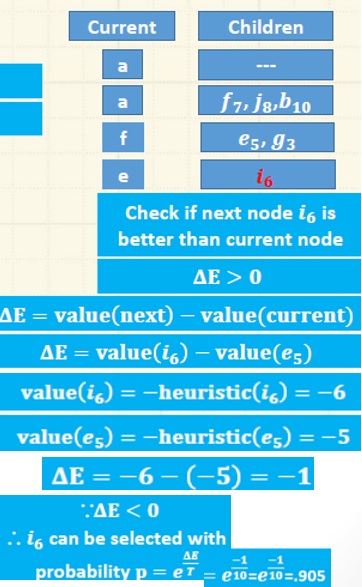 Current Children
a ---
a f₇, j₈,b₁₀
f e₅, g₃
e i₆
Check if next node i₆ is
better than current node
ΔE > 0
ΔE = value(next) − value(current)
ΔE = value(i₆) − value(e₅)
value(i₆) = −heuristic(i₆) = −6
value(e₅) = −heuristic(e₅) = −5
ΔE = −6 − (−5) = −1
∵ΔE < 0
∴ i₆ can be selected with
probability p = e^(ΔE/T) = e^(−1/10)=e^(−1/10)=.905